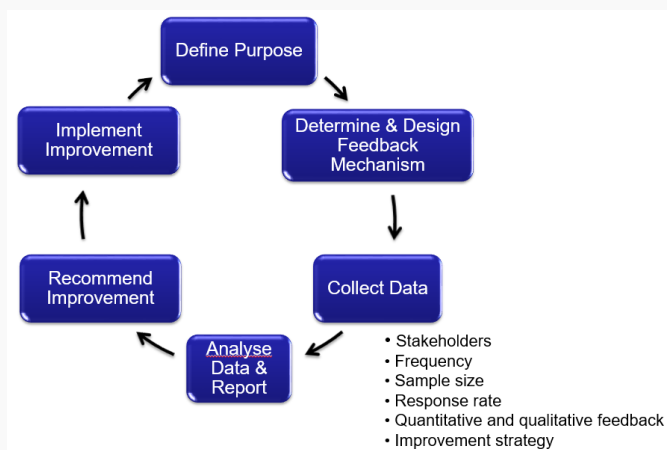 Define Purpose
Determine & Design
Feedback
Mechanism
Collect Data
• Stakeholders
• Frequency
• Sample size
• Response rate
• Quantitative and qualitative feedback
• Improvement strategy
Analyse
Data &
Report
Recommend
Improvement
Implement
Improvement